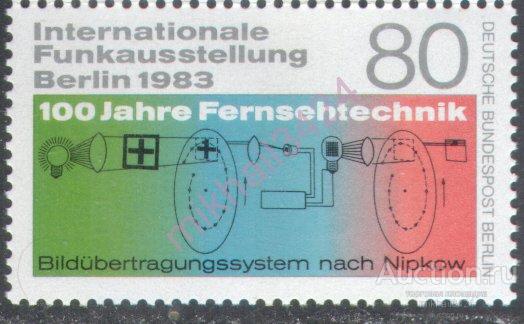 Internationale
Funkausstellung
Berlin 1983
80
DEUTSCHE BUNDESPOST BERLIN
100 Jahre Fernsehtechnik
Bildübertragungssystem nach Nipkow
Auction.ru